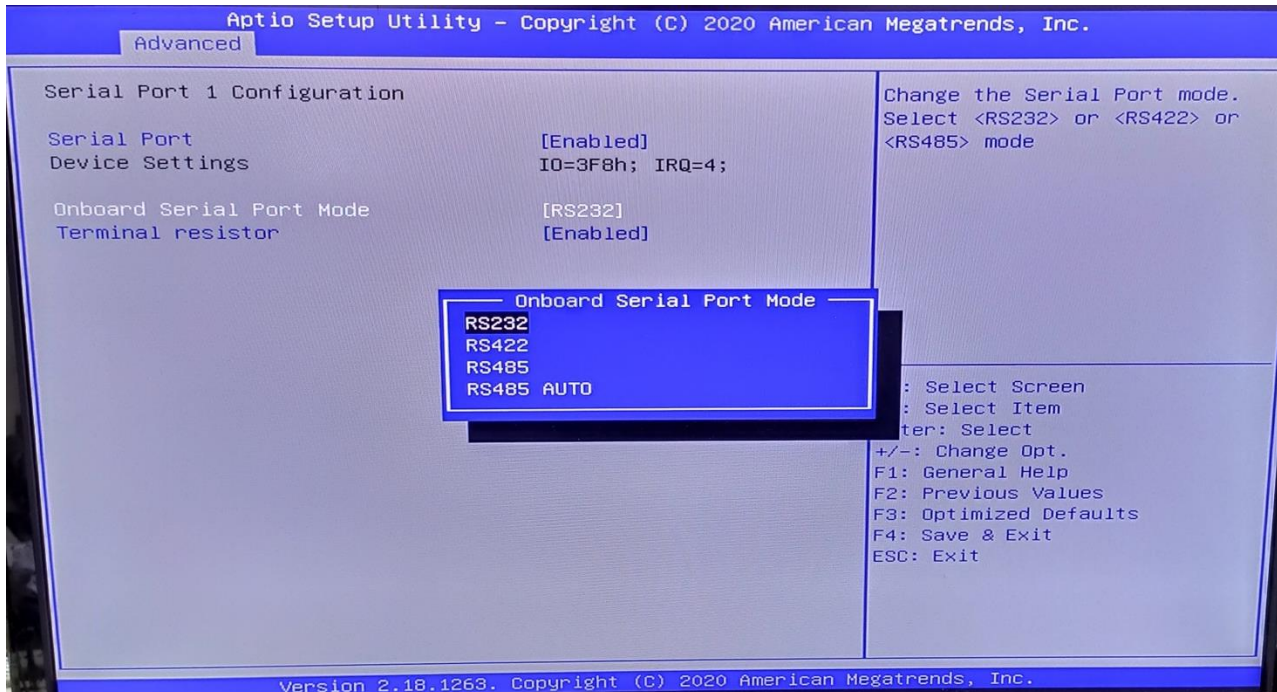 Aptio Setup Utility – Copyright (C) 2020 American Megatrends, Inc.
Advanced
Serial Port 1 Configuration
Serial Port [Enabled]
Device Settings IO=3F8h; IRQ=4;
Onboard Serial Port Mode [RS232]
Terminal resistor [Enabled]
Onboard Serial Port Mode
RS232
RS422
RS485
RS485 AUTO
Change the Serial Port mode.
Select <RS232> or <RS422> or
<RS485> mode
: Select Screen
: Select Item
ter: Select
+/-: Change Opt.
F1: General Help
F2: Previous Values
F3: Optimized Defaults
F4: Save & Exit
ESC: Exit
Version 2.18.1263. Copyright (C) 2020 American Megatrends, Inc.